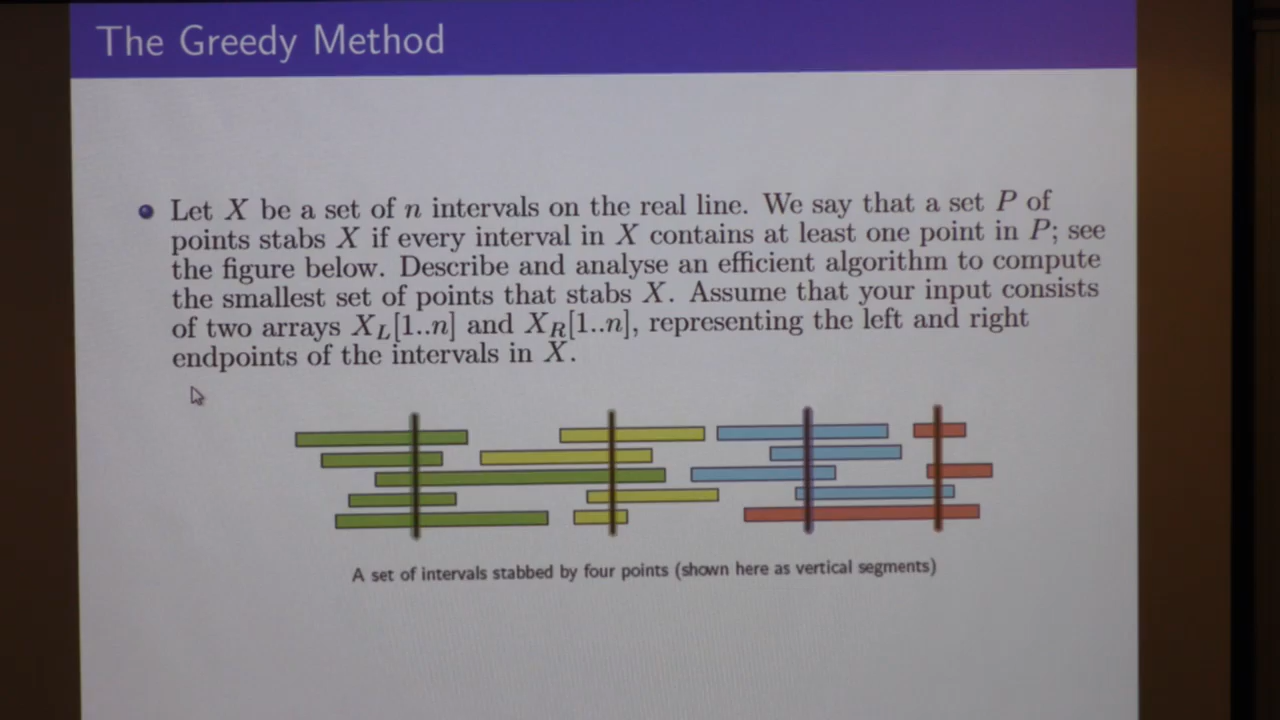 The Greedy Method
Let X be a set of n intervals on the real line. We say that a set P of
points stabs X if every interval in X contains at least one point in P; see
the figure below. Describe and analyse an efficient algorithm to compute
the smallest set of points that stabs X. Assume that your input consists
of two arrays X_L[1..n] and X_R[1..n], representing the left and right
endpoints of the intervals in X.
A set of intervals stabbed by four points (shown here as vertical segments)